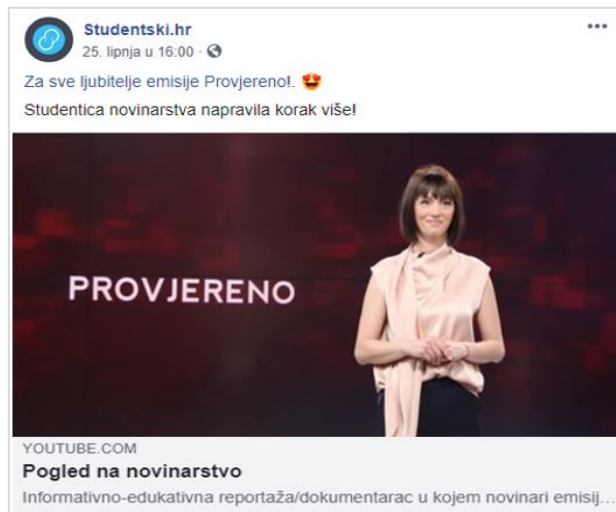 Studentski.hr
25. lipnja u 16:00 ·
Za sve ljubitelje emisije Provjereno!. 😍
Studentica novinarstva napravila korak više!
PROVJERENO
YOUTUBE.COM
Pogled na novinarstvo
Informativno-edukativna reportaža/dokumentarac u kojem novinari emisij...